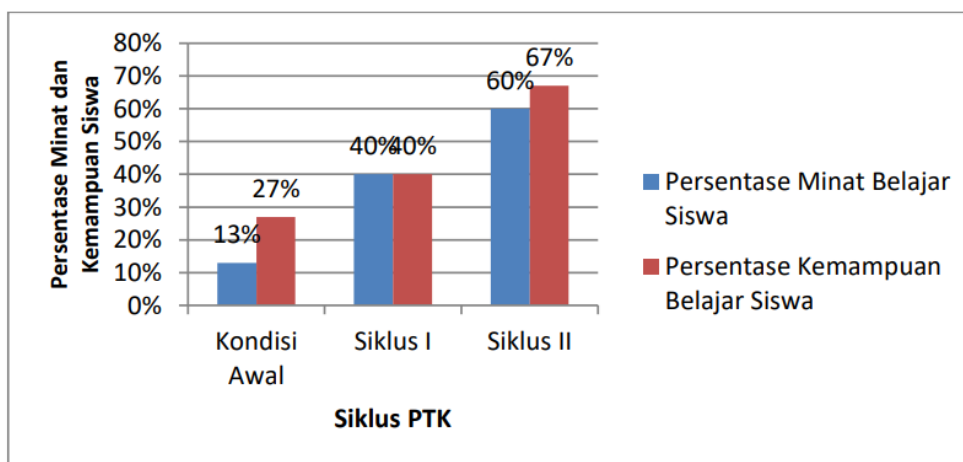 Persentase Minat dan
Kemampuan Siswa
80%
70%
60%
50%
40%
30%
20%
10%
0%
13%
27%
40%
40%
60%
67%
Kondisi
Awal
Siklus I
Siklus II
Siklus PTK
Persentase Minat Belajar
Siswa
Persentase Kemampuan
Belajar Siswa